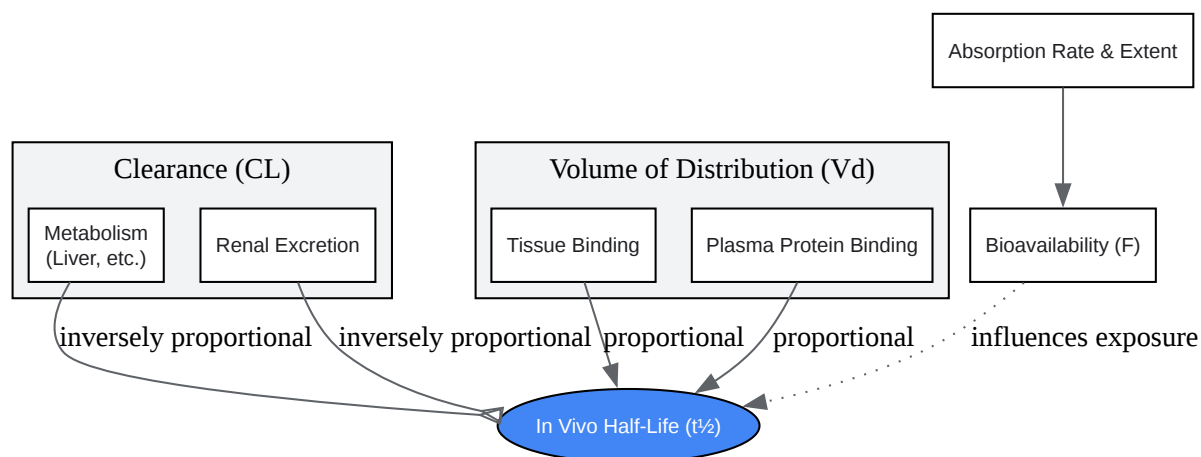 Absorption Rate & Extent
Clearance (CL)
Volume of Distribution (Vd)
Metabolism
(Liver, etc.)
Renal Excretion
Tissue Binding
Plasma Protein Binding
Bioavailability (F)
inversely proportional
inversely proportional
proportional
proportional
influences exposure
In Vivo Half-Life (t½)